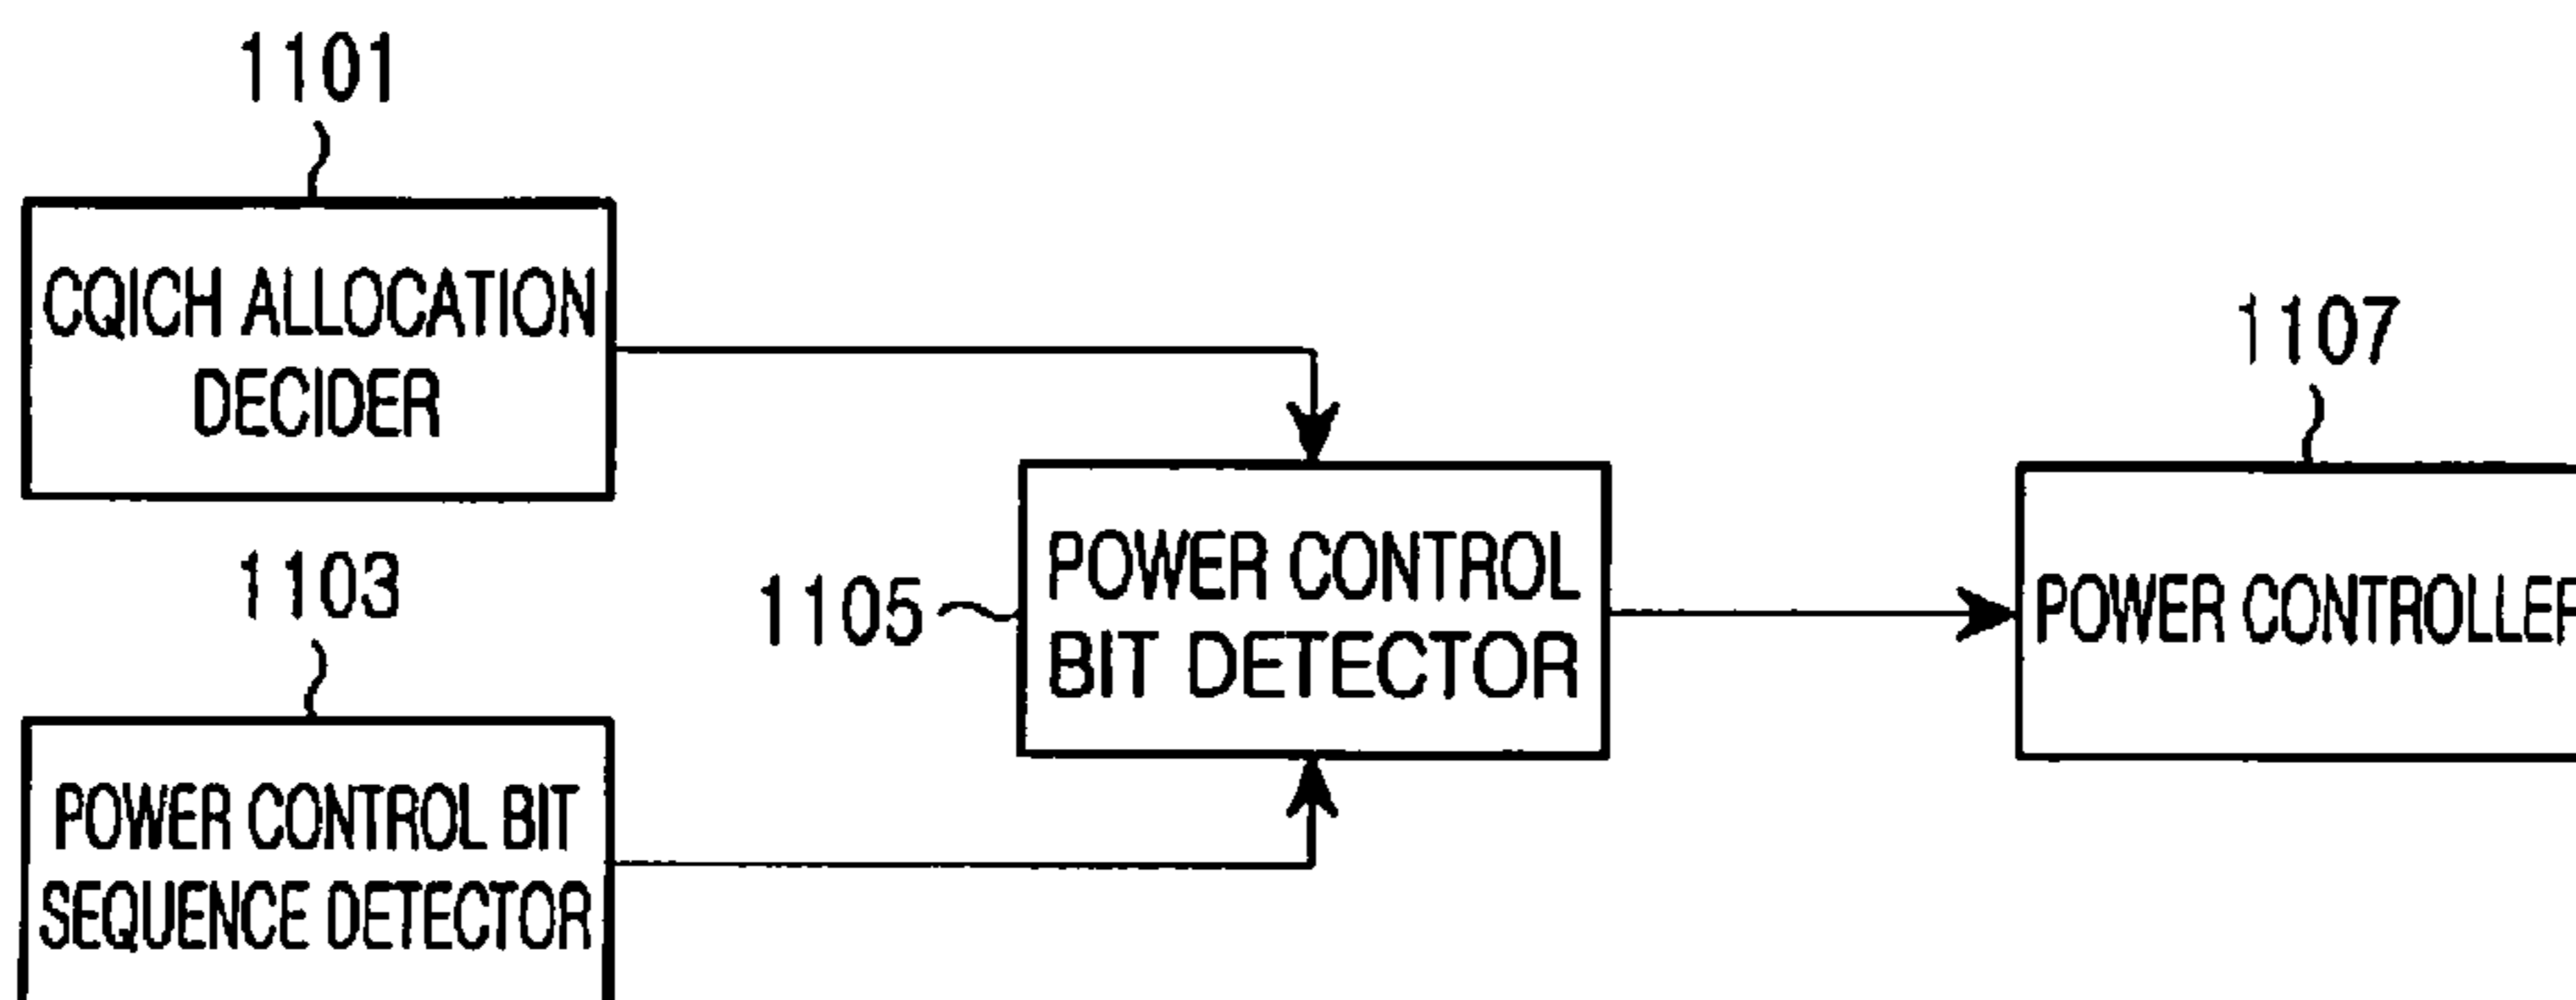 1101
CQICH ALLOCATION
DECIDER
1103
POWER CONTROL BIT
SEQUENCE DETECTOR
1105
POWER CONTROL
BIT DETECTOR
1107
POWER CONTROLLER